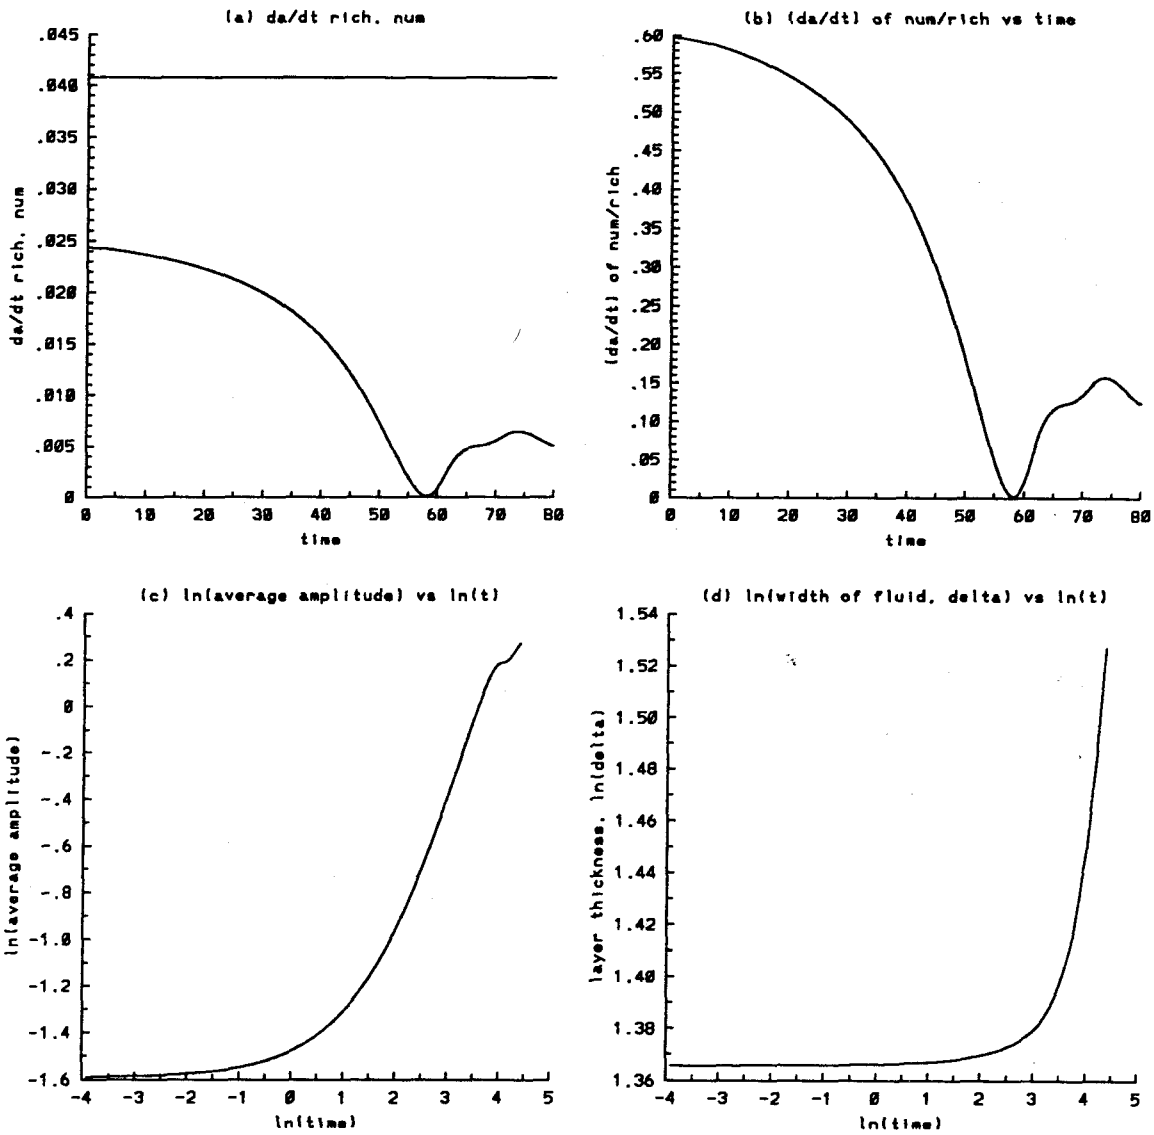 (a) da/dt rich, num
.045
.040
.035
.030
.025
.020
.015
.010
.005
0
da/dt rich, num
0 10 20 30 40 50 60 70 80
time
(b) (da/dt) of num/rich vs time
.60
.55
.50
.45
.40
.35
.30
.25
.20
.15
.10
.05
0
(da/dt) of num/rich
0 10 20 30 40 50 60 70 80
time
(c) ln(average amplitude) vs ln(t)
.4
.2
0
-.2
-.4
-.6
-.8
-1.0
-1.2
-1.4
-1.6
ln(average amplitude)
-4 -3 -2 -1 0 1 2 3 4 5
ln(time)
(d) ln(width of fluid, delta) vs ln(t)
1.54
1.52
1.50
1.48
1.46
1.44
1.42
1.40
1.38
1.36
layer thickness, ln(delta)
-4 -3 -2 -1 0 1 2 3 4 5
ln(time)